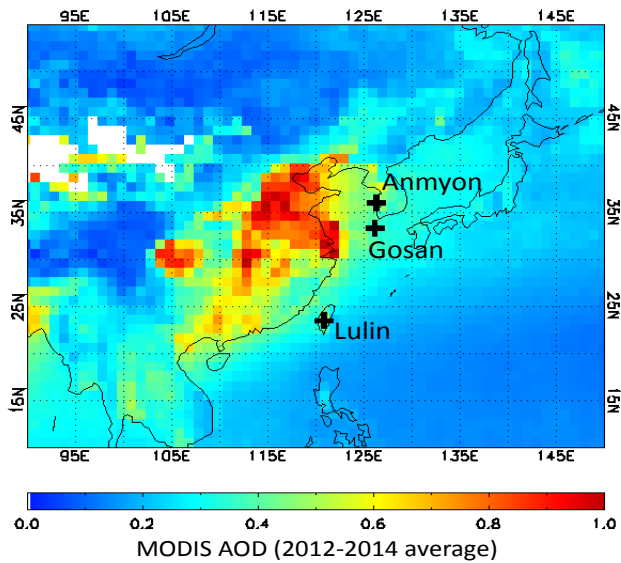 95E 105E 115E 125E 135E 145E
45N 45N
Anmyon
35N 35N
Gosan
25N 25N
Lulin
15N 15N
95E 105E 115E 125E 135E 145E
0.0 0.2 0.4 0.6 0.8 1.0
MODIS AOD (2012-2014 average)